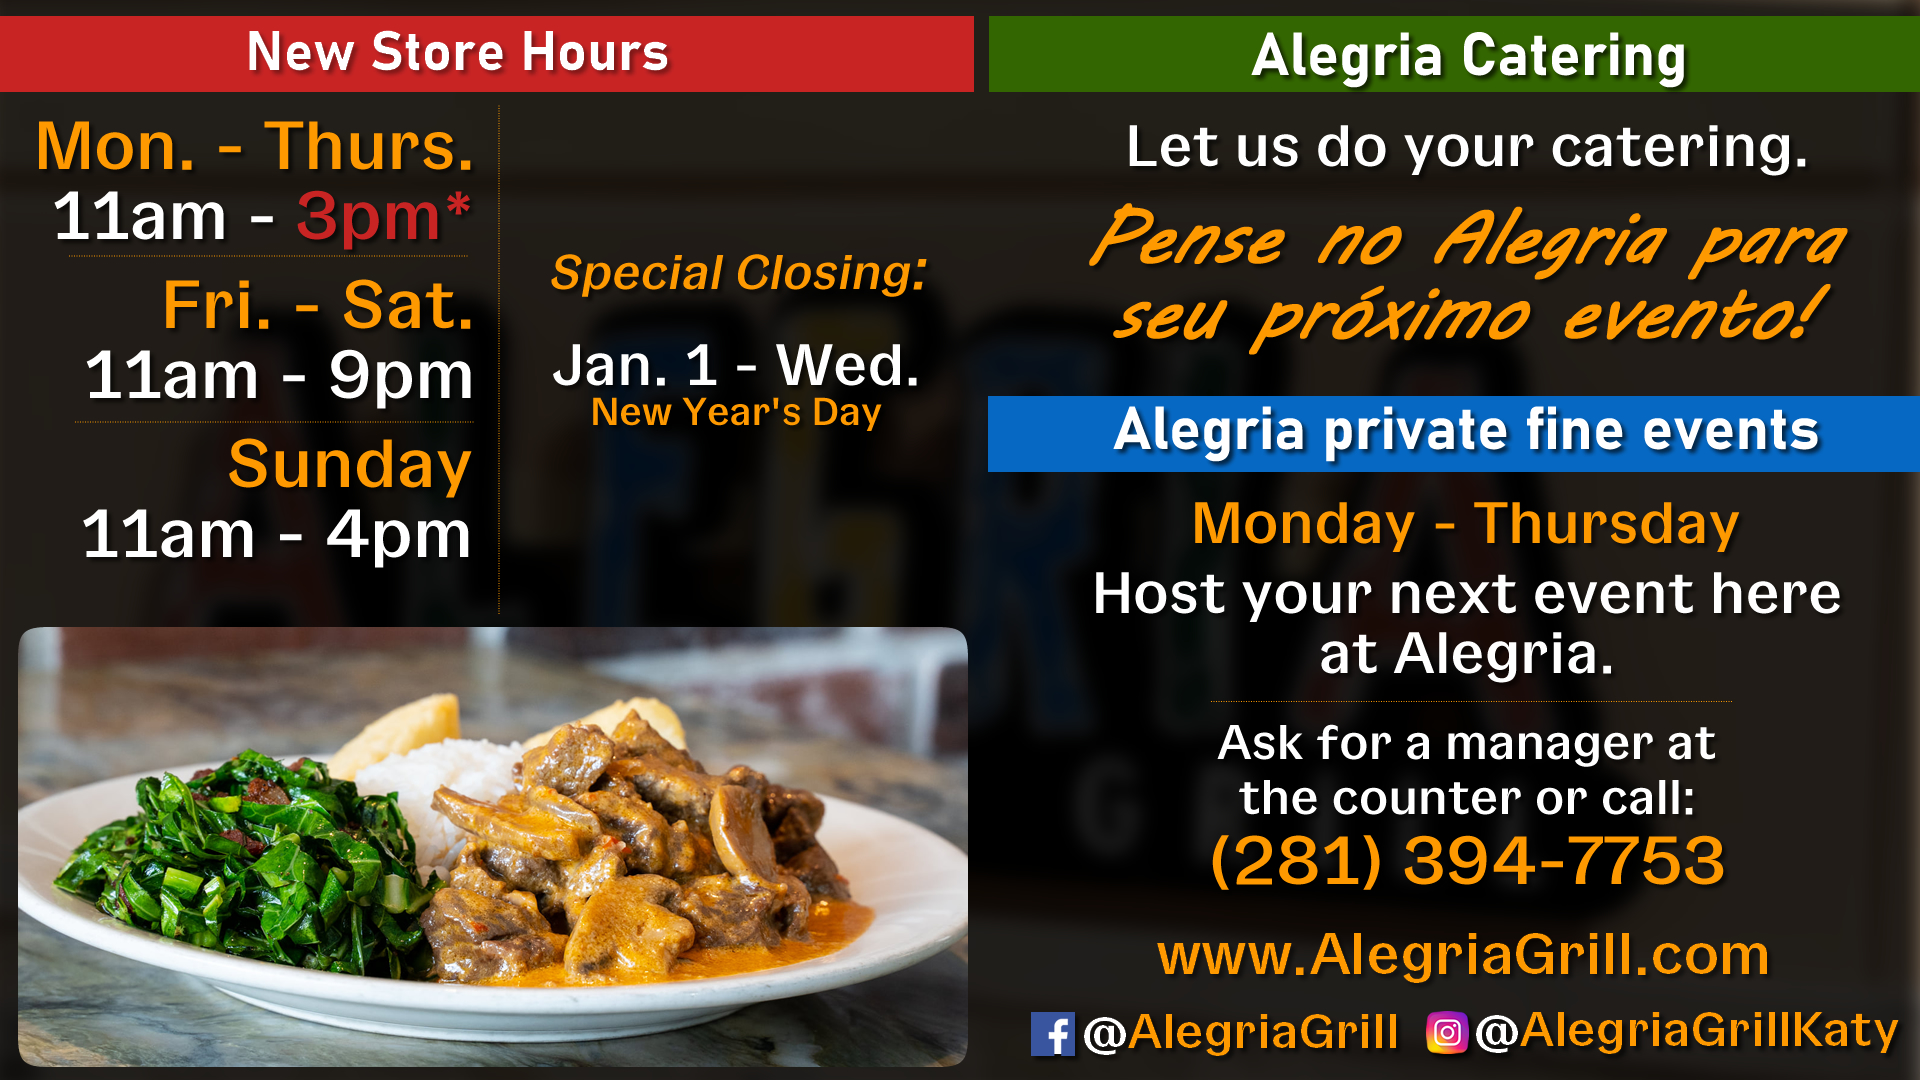 New Store Hours
Mon. - Thurs.
11am - 3pm*
Fri. - Sat.
11am - 9pm
Sunday
11am - 4pm
Special Closing:
Jan. 1 - Wed.
New Year's Day
Alegria Catering
Let us do your catering.
Pense no Alegria para
seu próximo evento!
Alegria private fine events
Monday - Thursday
Host your next event here
at Alegria.
Ask for a manager at
the counter or call:
(281) 394-7753
www.AlegriaGrill.com
@AlegriaGrill
@AlegriaGrillKaty